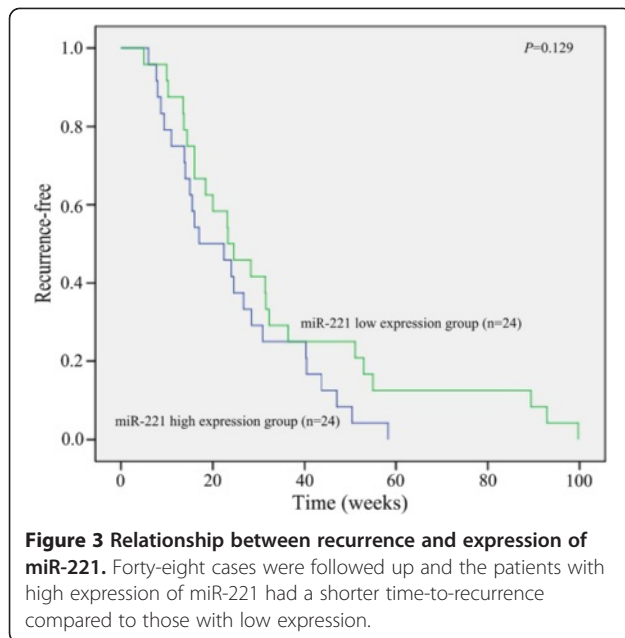 1.0
P=0.129
0.8
0.6
Recurrence-free
0.4
miR-221 low expression group (n=24)
0.2
miR-221 high expression group (n=24)
0.0
0 20 40 60 80 100
Time (weeks)
Figure 3 Relationship between recurrence and expression of
miR-221. Forty-eight cases were followed up and the patients with
high expression of miR-221 had a shorter time-to-recurrence
compared to those with low expression.